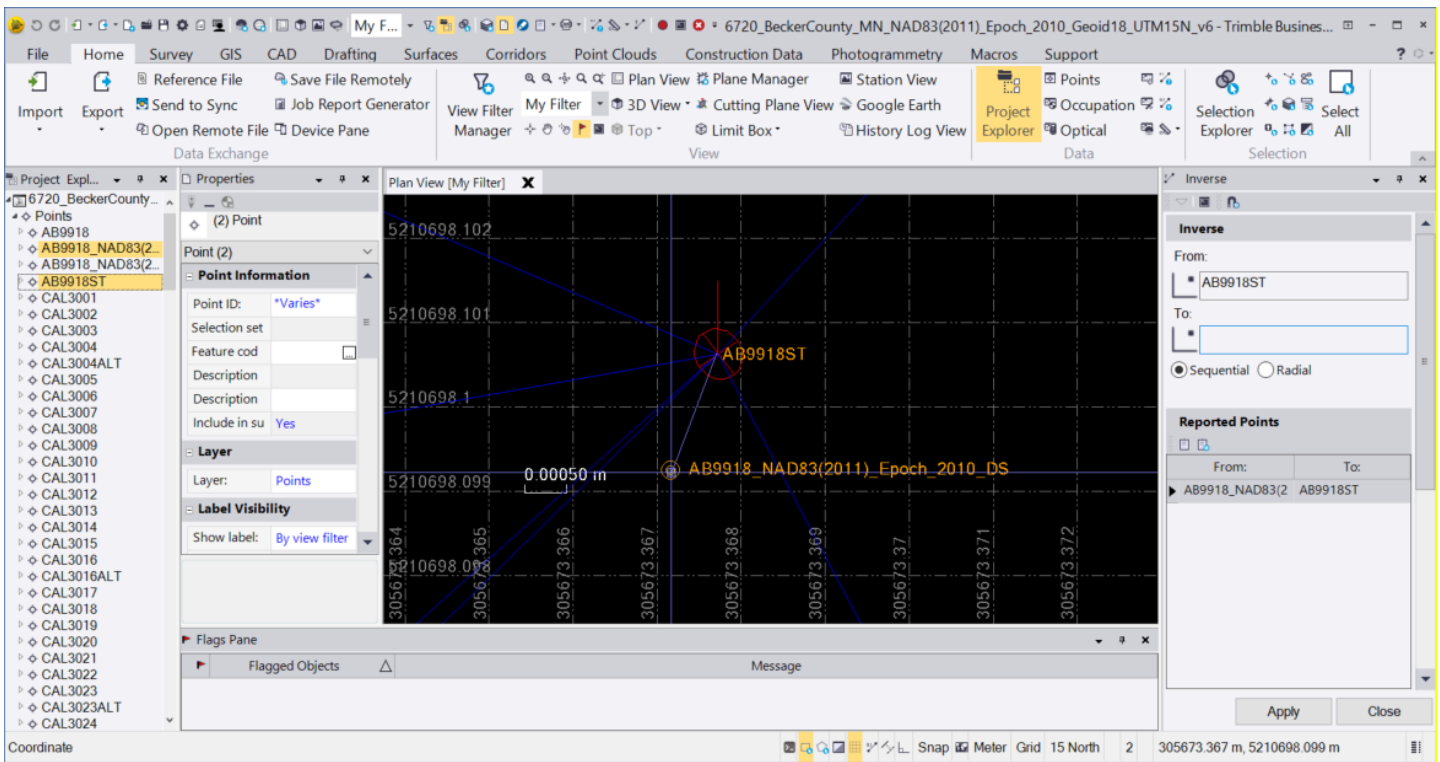 My F...
6720_BeckerCounty_MN_NAD83(2011)_Epoch_2010_Geoid18_UTM15N_v6 - Trimble Busines...
File Home Survey GIS CAD Drafting Surfaces Corridors Point Clouds Construction Data Photogrammetry Macros Support
Import
Export
Reference File
Send to Sync
Open Remote File
Save File Remotely
Job Report Generator
Device Pane
Data Exchange
View Filter
Manager
Plan View
Plane Manager
Station View
My Filter
3D View
Cutting Plane View
Google Earth
Top
Limit Box
History Log View
View
Project
Explorer
Points
Occupation
Optical
Data
Selection
Explorer
Select
All
Selection
Project Expl...
6720_BeckerCounty_...
Points
AB9918
AB9918_NAD83(2...
AB9918_NAD83(2...
AB9918ST
CAL3001
CAL3002
CAL3003
CAL3004
CAL3004ALT
CAL3005
CAL3006
CAL3007
CAL3008
CAL3009
CAL3010
CAL3011
CAL3012
CAL3013
CAL3014
CAL3015
CAL3016
CAL3016ALT
CAL3017
CAL3018
CAL3019
CAL3020
CAL3021
CAL3022
CAL3023
CAL3023ALT
CAL3024
Properties
(2) Point
Point (2)
Point Information
Point ID: *Varies*
Selection set
Feature cod
Description
Description
Include in su Yes
Layer
Layer: Points
Label Visibility
Show label: By view filter
Plan View [My Filter]
5210698.102
5210698.101
AB9918ST
5210698.1
AB9918_NAD83(2011)_Epoch_2010_DS
0.00050 m
5210698.099
5210698.098
305673.364
305673.365
305673.366
305673.367
305673.368
305673.369
305673.37
305673.371
305673.372
Flags Pane
Flagged Objects Message
Inverse
Inverse
From:
AB9918ST
To:
Sequential Radial
Reported Points
From: To:
AB9918_NAD83(2 AB9918ST
Apply Close
Coordinate
Snap Meter Grid 15 North 2 305673.367 m, 5210698.099 m